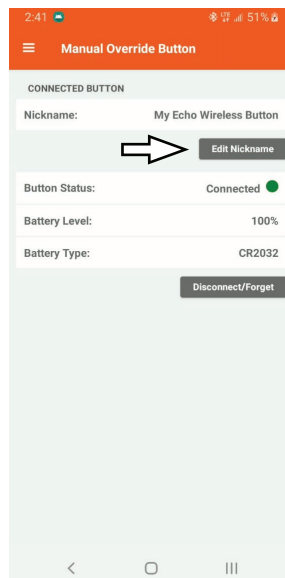 2:41 51%
Manual Override Button
CONNECTED BUTTON
Nickname: My Echo Wireless Button
Edit Nickname
Button Status: Connected
Battery Level: 100%
Battery Type: CR2032
Disconnect/Forget